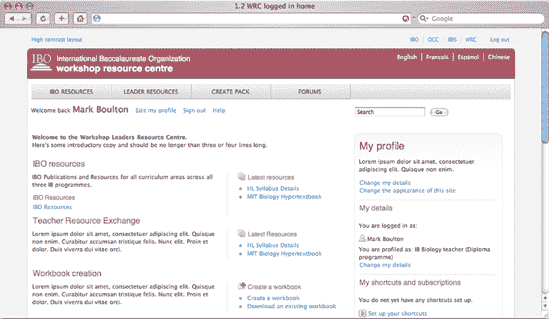 1.2 WRC logged in home
Google
High contrast layout
IBO | OCC | IBS | WRC Log out
IBO International Baccalaureate Organization
workshop resource centre
English | Français | Español | Chinese
IBO RESOURCES LEADER RESOURCES CREATE PACK FORUMS
Welcome back Mark Boulton Edit my profile Sign out Help
Search Go
Welcome to the Workshop Leaders Resource Centre.
Here's some introductory copy and should be no longer than three or four lines long.
IBO resources
IBO Publications and Resources for all curriculum areas across all
three IB programmes.
IBO Resources
IBO Resources
Latest resources
HL Syllabus Details
MIT Biology Hypertextbook
Teacher Resource Exchange
Lorem ipsum dolor sit amet, consectetuer adipiscing elit. Quisque
non enim. Curabitur accumsan tristique felis. Nunc. Proin et
dolor. Duis viverra dui vitae orci.
Latest Resources
HL Syllabus Details
MIT Biology Hypertextbook
Workbook creation
Lorem ipsum dolor sit amet, consectetuer adipiscing elit. Quisque
non enim. Curabitur accumsan tristique felis. Nunc. Proin et
dolor. Duis viverra dui vitae orci.
Create a workbook
Create a workbook
Download an existing workbook
My profile
Lorem ipsum dolor sit amet, consectetuer
adipiscing elit.
Change my details
Change the appearance of this site
My details
You are logged in as:
Mark Boulton
You are profiled as: IB Biology teacher (Diploma
programme)
Change my details
My shortcuts and subscriptions
You do not yet have any shortcuts set up.
Set up your shortcuts